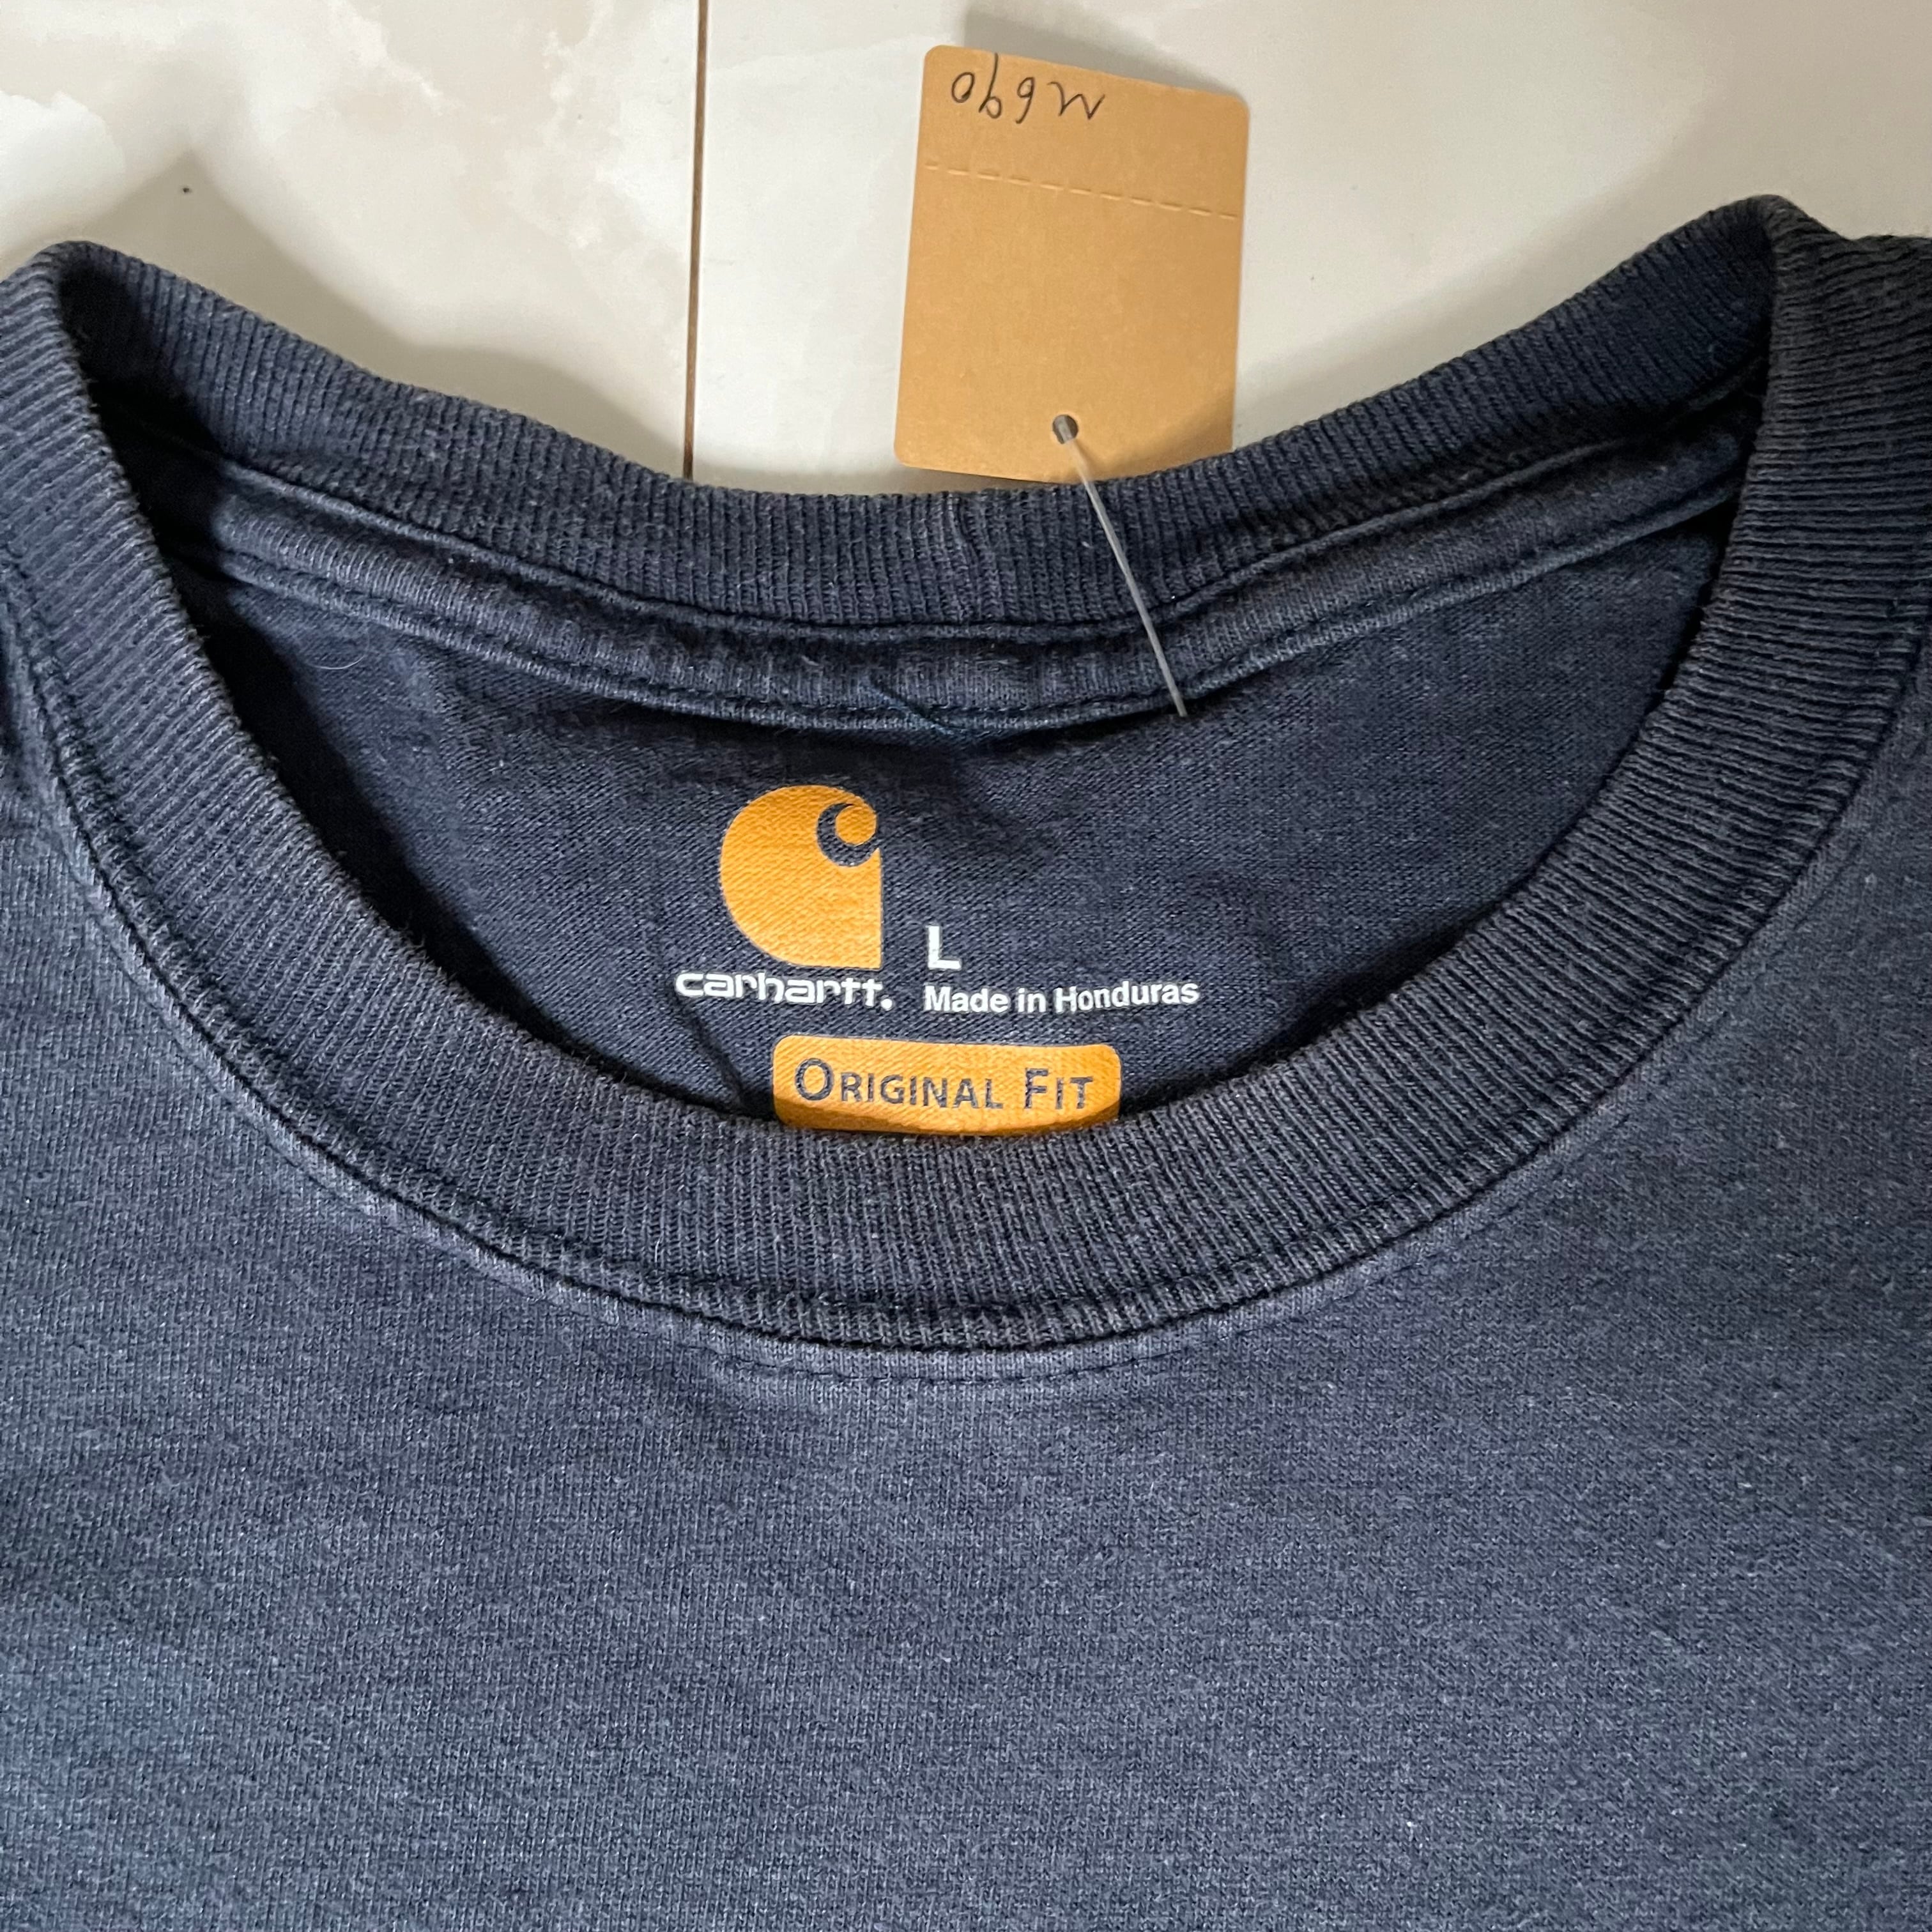 M690
L
carhartt.
Made in Honduras
ORIGINAL FIT